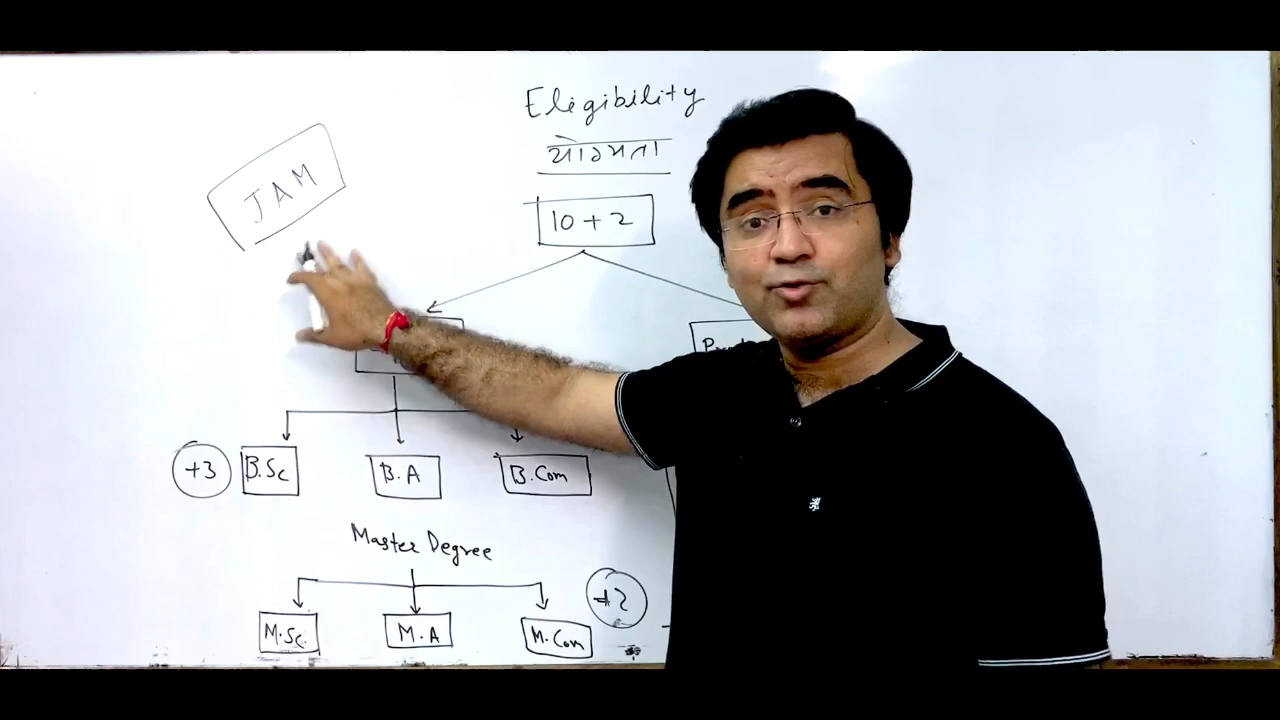 Eligibility
योग्यता
JAM
10 + 2
+3
B.Sc
B.A
B.Com
Master Degree
+2
M.Sc.
M.A
M.Com